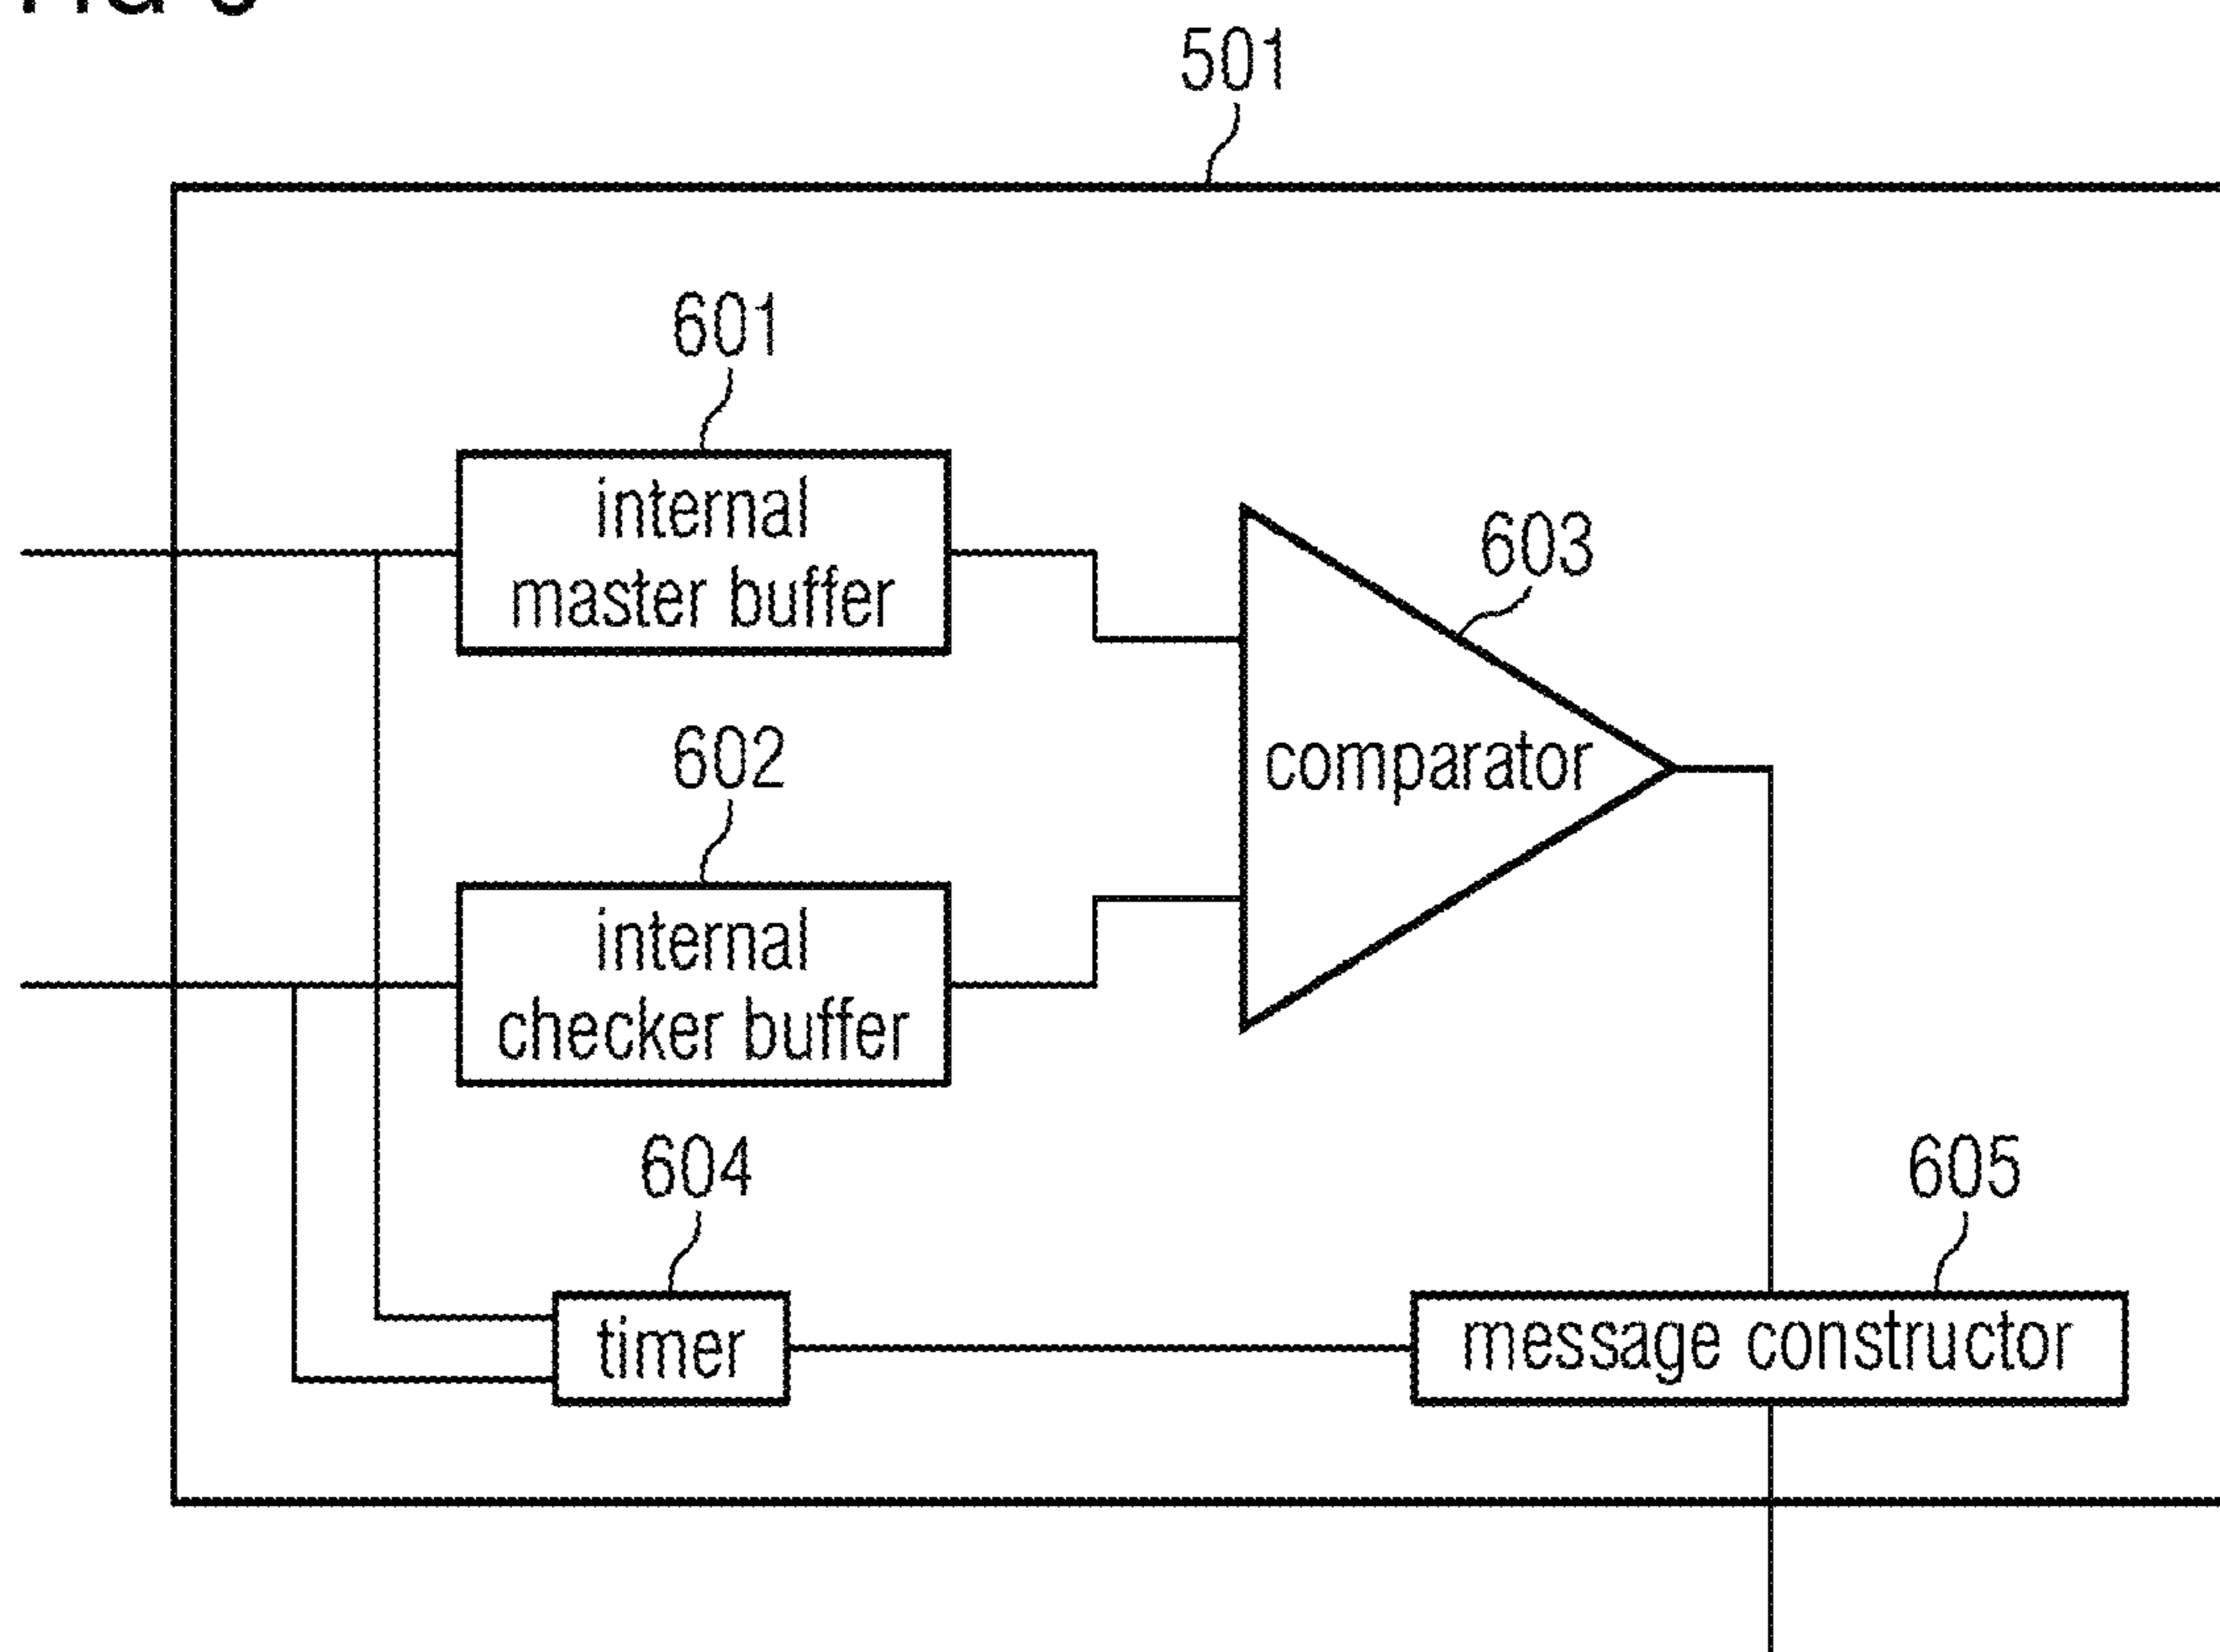 501
601
internal
master buffer
603
602
comparator
internal
checker buffer
604
605
timer
message constructor